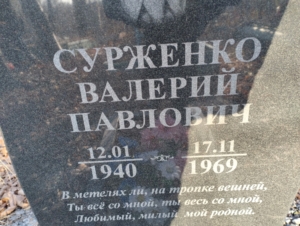 СУРЖЕНКО
ВАЛЕРИЙ
ПАВЛОВИЧ
12.01 17.11
1940 1969
В метелях ли, на тропке вешней,
Ты всё со мной, ты весь со мной,
Любимый, милый, мой родной.